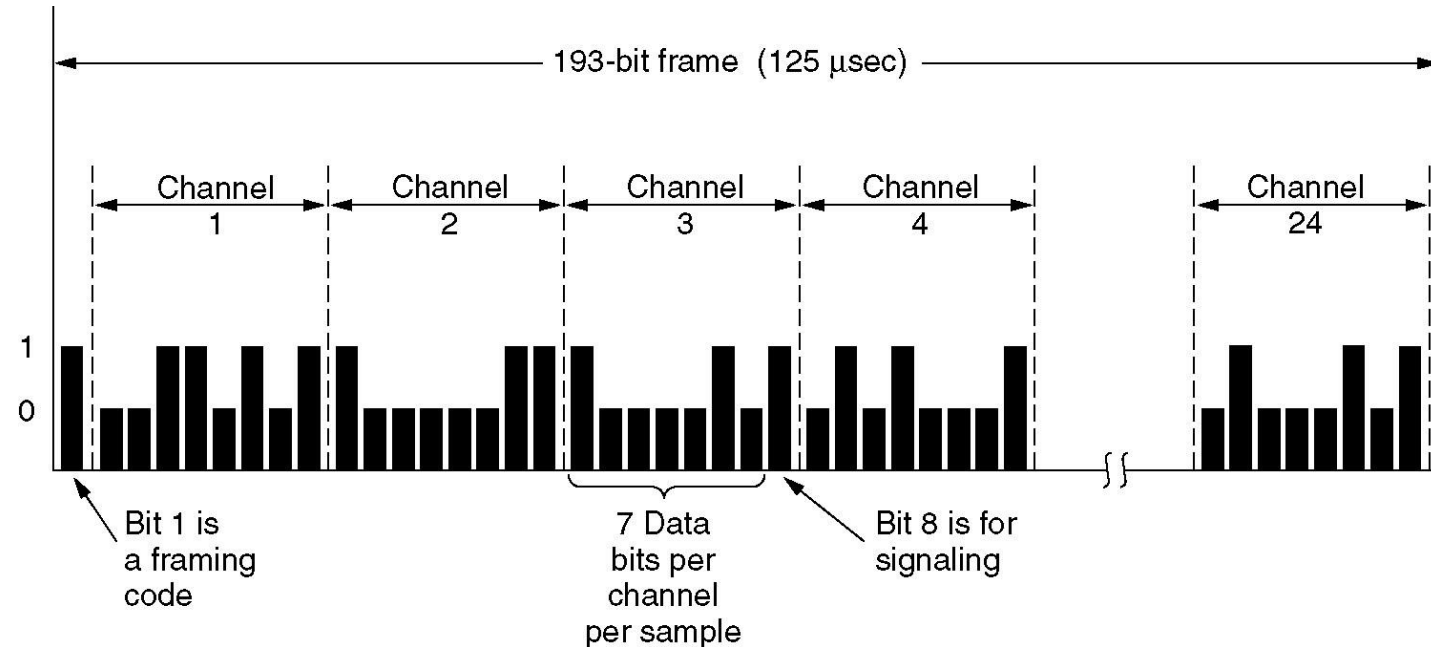 193-bit frame (125 μsec)
Channel
1
Channel
2
Channel
3
Channel
4
Channel
24
1
0
Bit 1 is
a framing
code
7 Data
bits per
channel
per sample
Bit 8 is for
signaling